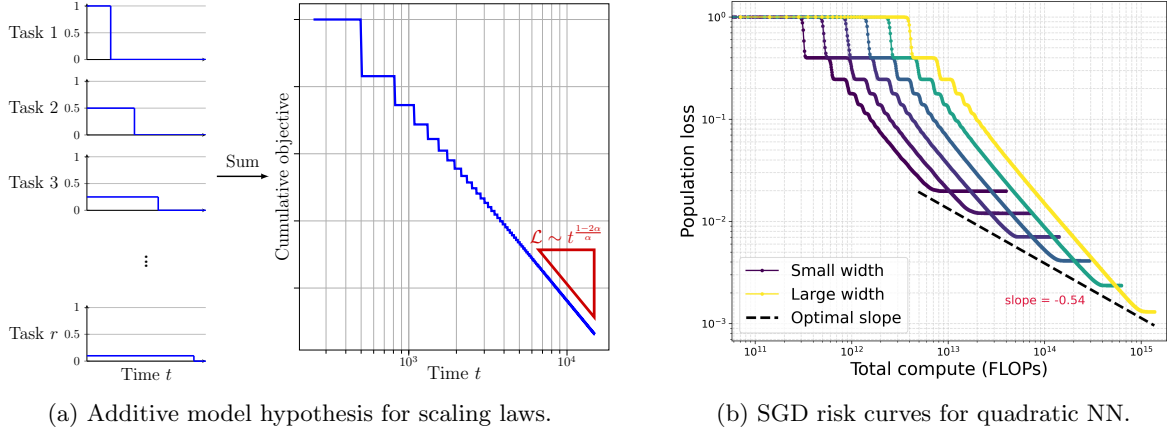 Task 1
1
0.5
0
Task 2
1
0.5
0
Task 3
1
0.5
0
...
Task r
1
0.5
0
Time t
Sum
Cumulative objective
𝓛 ∼ t^{\frac{1−2α}{α}}
10³
10⁴
Time t
(a) Additive model hypothesis for scaling laws.
Population loss
10⁰
10⁻¹
10⁻²
10⁻³
Small width
Large width
Optimal slope
slope = -0.54
10¹¹
10¹²
10¹³
10¹⁴
10¹⁵
Total compute (FLOPs)
(b) SGD risk curves for quadratic NN.